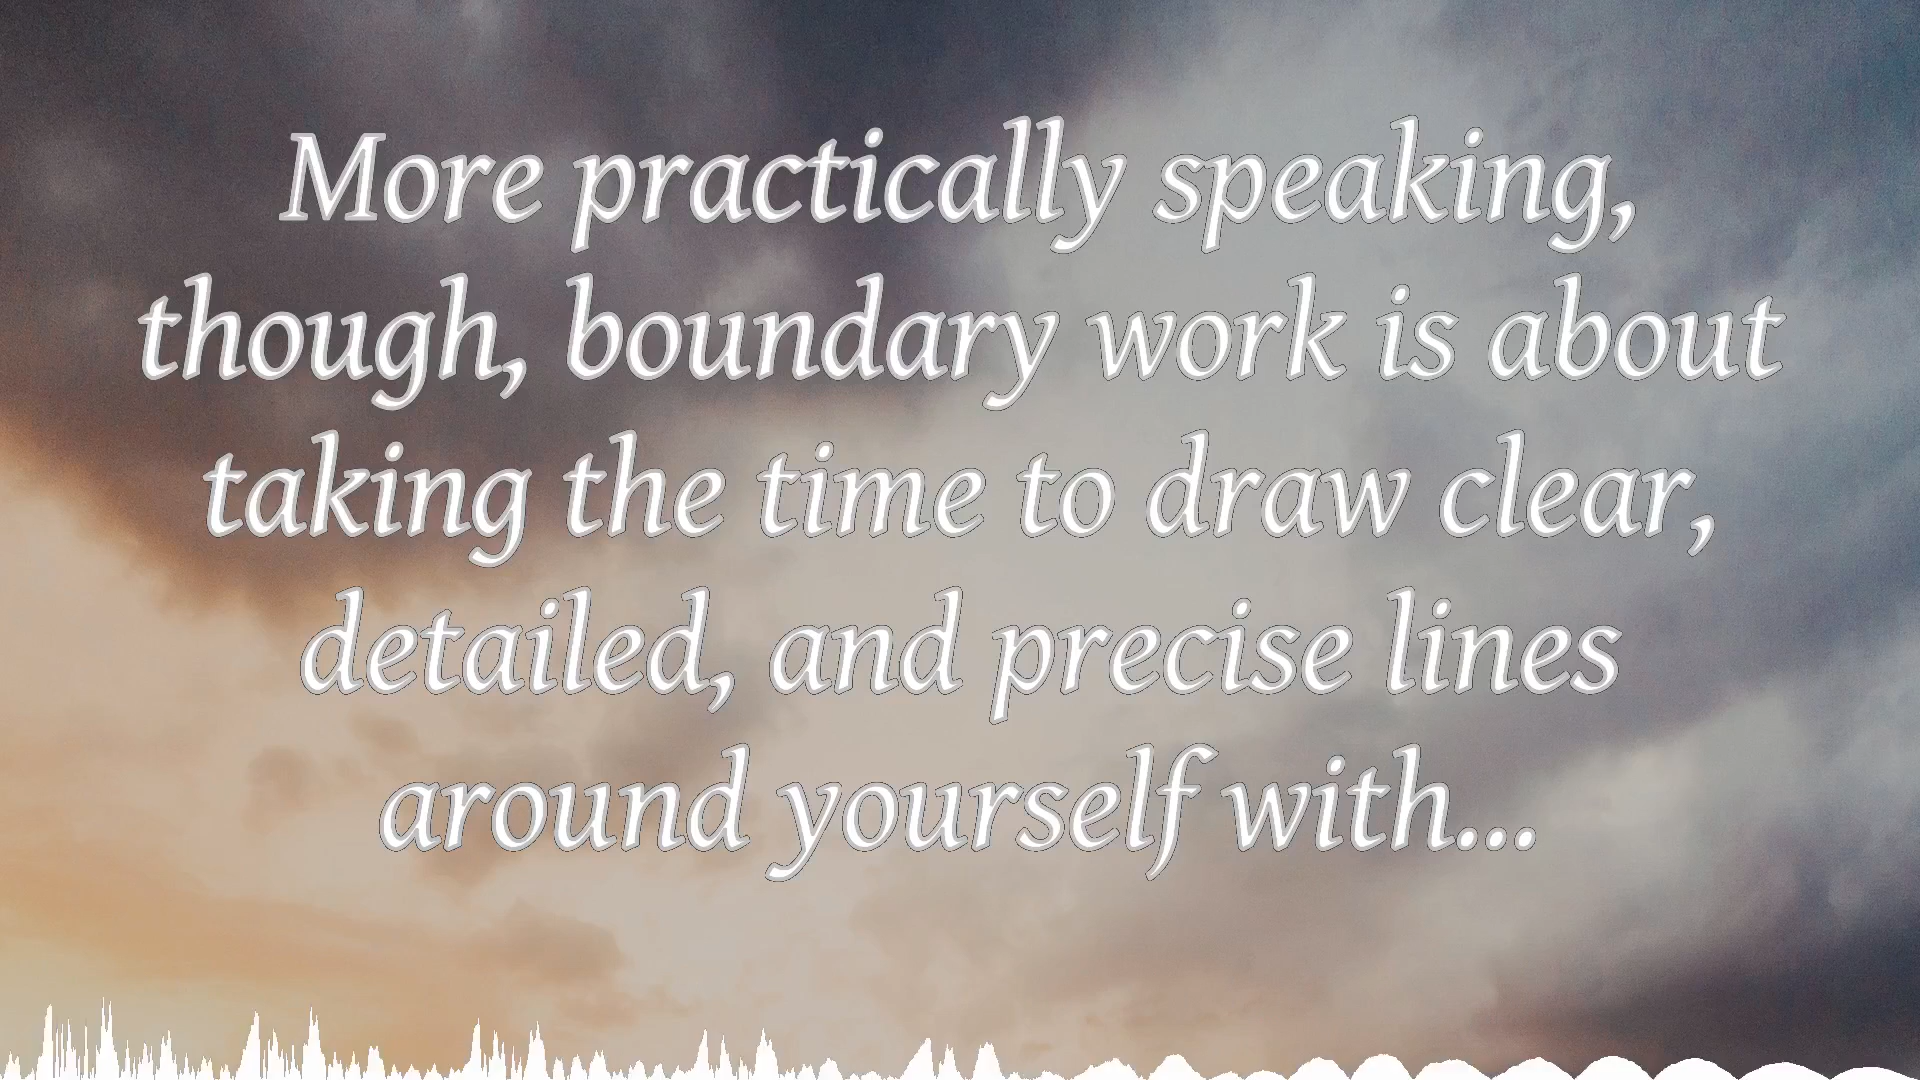 More practically speaking,
though, boundary work is about
taking the time to draw clear,
detailed, and precise lines
around yourself with...